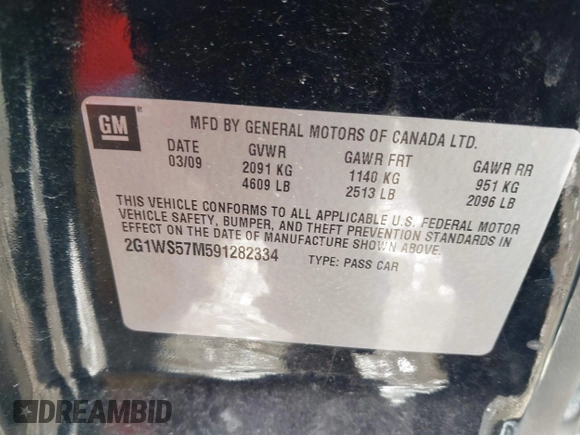 GM
MFD BY GENERAL MOTORS OF CANADA LTD.
DATE GVWR GAWR FRT GAWR RR
03/09 2091 KG 1140 KG 951 KG
4609 LB 2513 LB 2096 LB
THIS VEHICLE CONFORMS TO ALL APPLICABLE U.S. FEDERAL MOTOR
VEHICLE SAFETY, BUMPER, AND THEFT PREVENTION STANDARDS IN
EFFECT ON THE DATE OF MANUFACTURE SHOWN ABOVE.
2G1WS57M591282334 TYPE: PASS CAR
DREAMBID